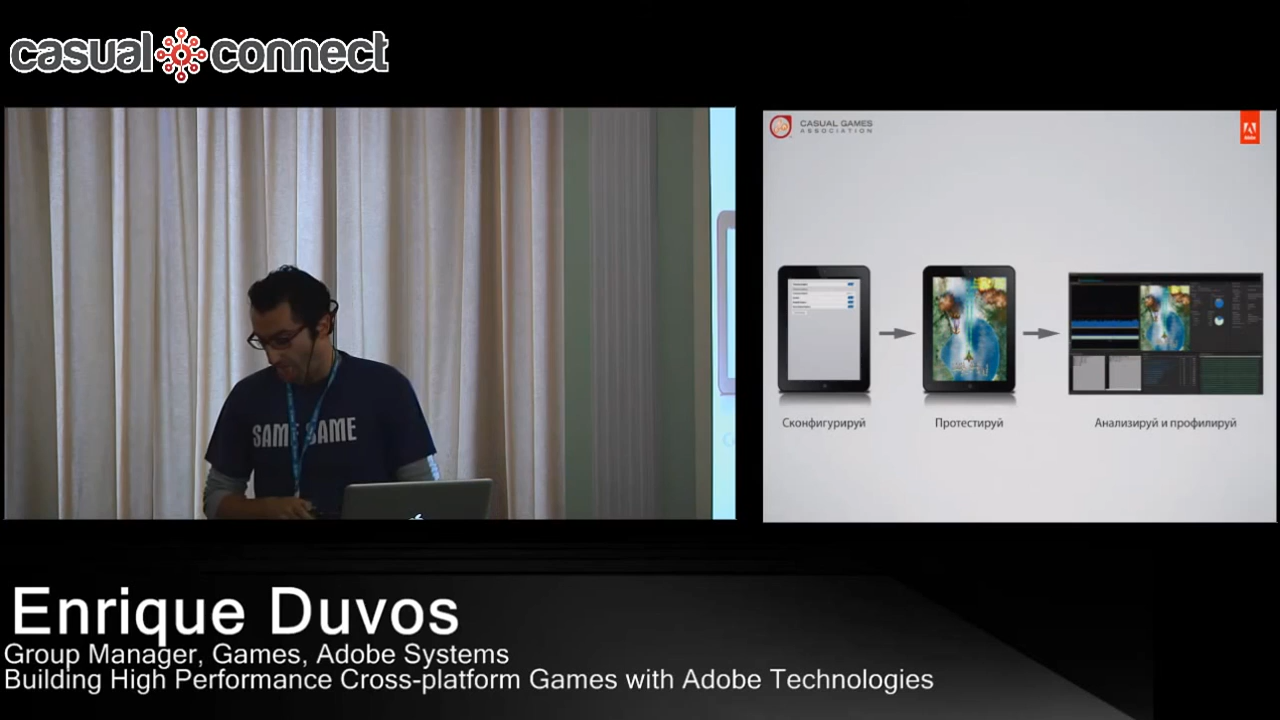 casual connect
CASUAL GAMES
ASSOCIATION
SAME SAME
Сконфигурируй
Протестируй
Анализируй и профилируй
Enrique Duvos
Group Manager, Games, Adobe Systems
Building High Performance Cross-platform Games with Adobe Technologies